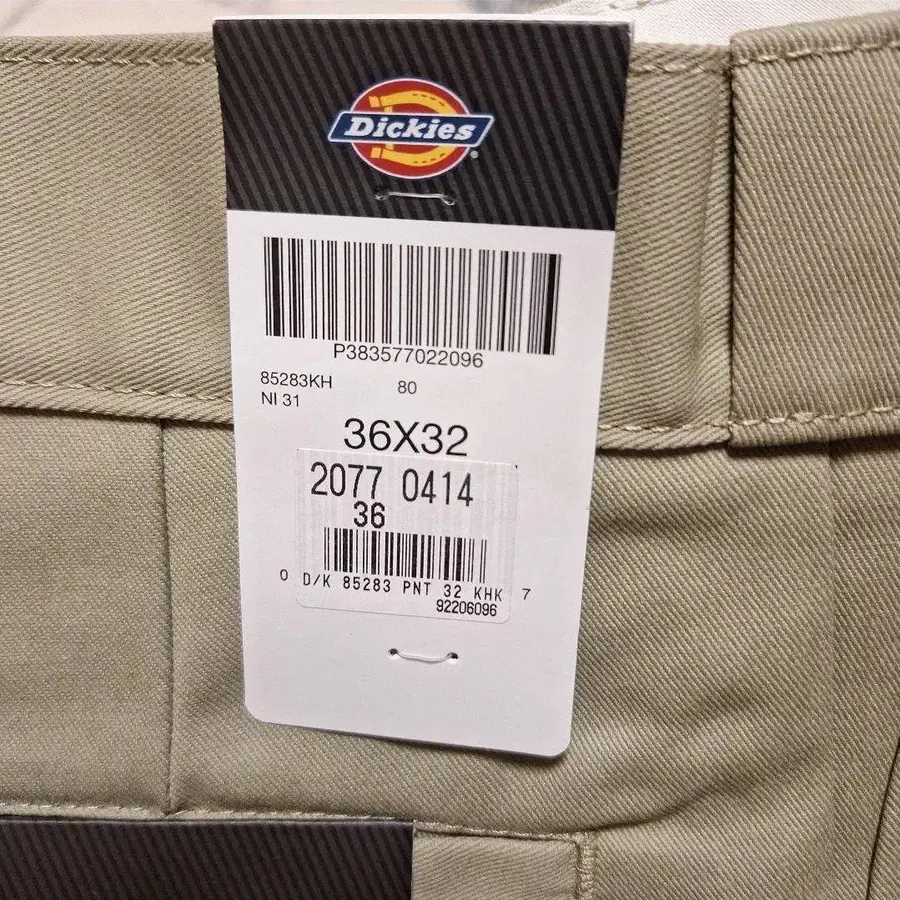 Dickies®
P383577022096
85283KH 80
NI 31
36X32
2077 0414
36
0 D/K 85283 PNT 32 KHK 7
92206096